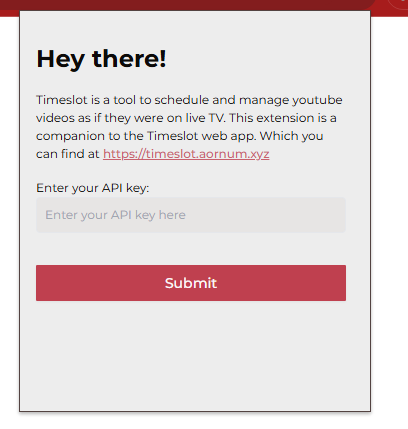 Hey there!
Timeslot is a tool to schedule and manage youtube
videos as if they were on live TV. This extension is a
companion to the Timeslot web app. Which you
can find at https://timeslot.aornum.xyz
Enter your API key:
Enter your API key here
Submit